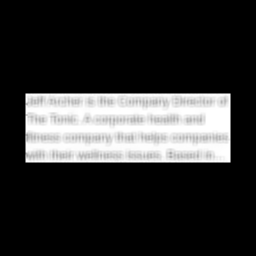 Jeff Archer is the Company Director of
The Tonic. A corporate health and
fitness company that helps companies
with their wellness issues. Based in...